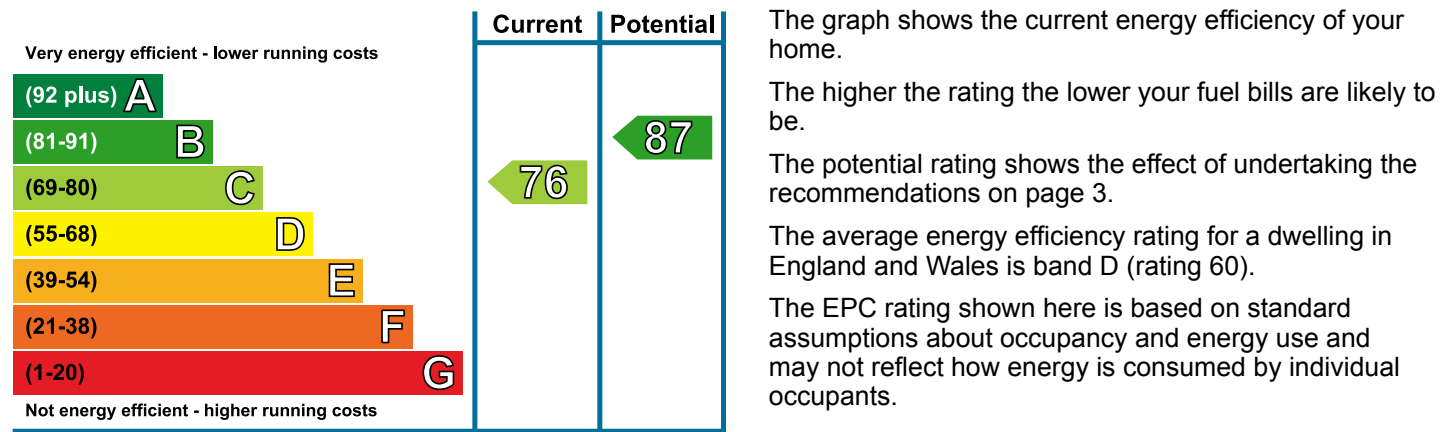 Current Potential
Very energy efficient - lower running costs
(92 plus) A
(81-91) B
87
(69-80) C
76
(55-68) D
(39-54) E
(21-38) F
(1-20) G
Not energy efficient - higher running costs
The graph shows the current energy efficiency of your
home.
The higher the rating the lower your fuel bills are likely to
be.
The potential rating shows the effect of undertaking the
recommendations on page 3.
The average energy efficiency rating for a dwelling in
England and Wales is band D (rating 60).
The EPC rating shown here is based on standard
assumptions about occupancy and energy use and
may not reflect how energy is consumed by individual
occupants.